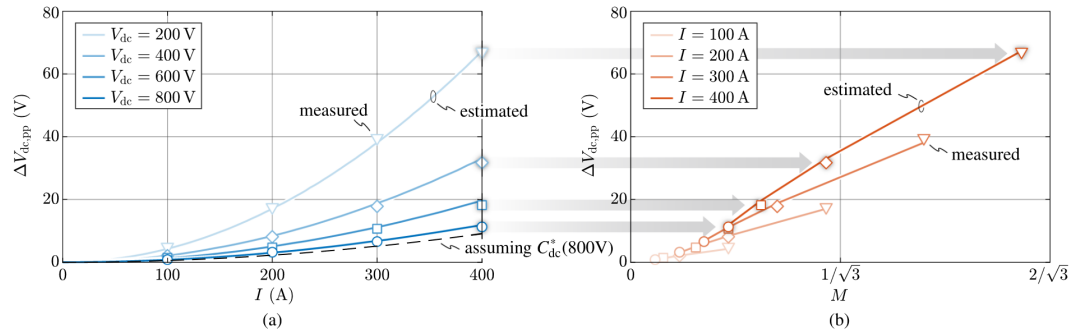 80
60
40
20
0
ΔV_dc,pp (V)
V_dc = 200 V
V_dc = 400 V
V_dc = 600 V
V_dc = 800 V
measured
estimated
assuming C*_dc(800V)
0
100
200
300
400
I (A)
(a)
80
60
40
20
0
ΔV_dc,pp (V)
I = 100 A
I = 200 A
I = 300 A
I = 400 A
estimated
measured
0
1/√3
2/√3
M
(b)